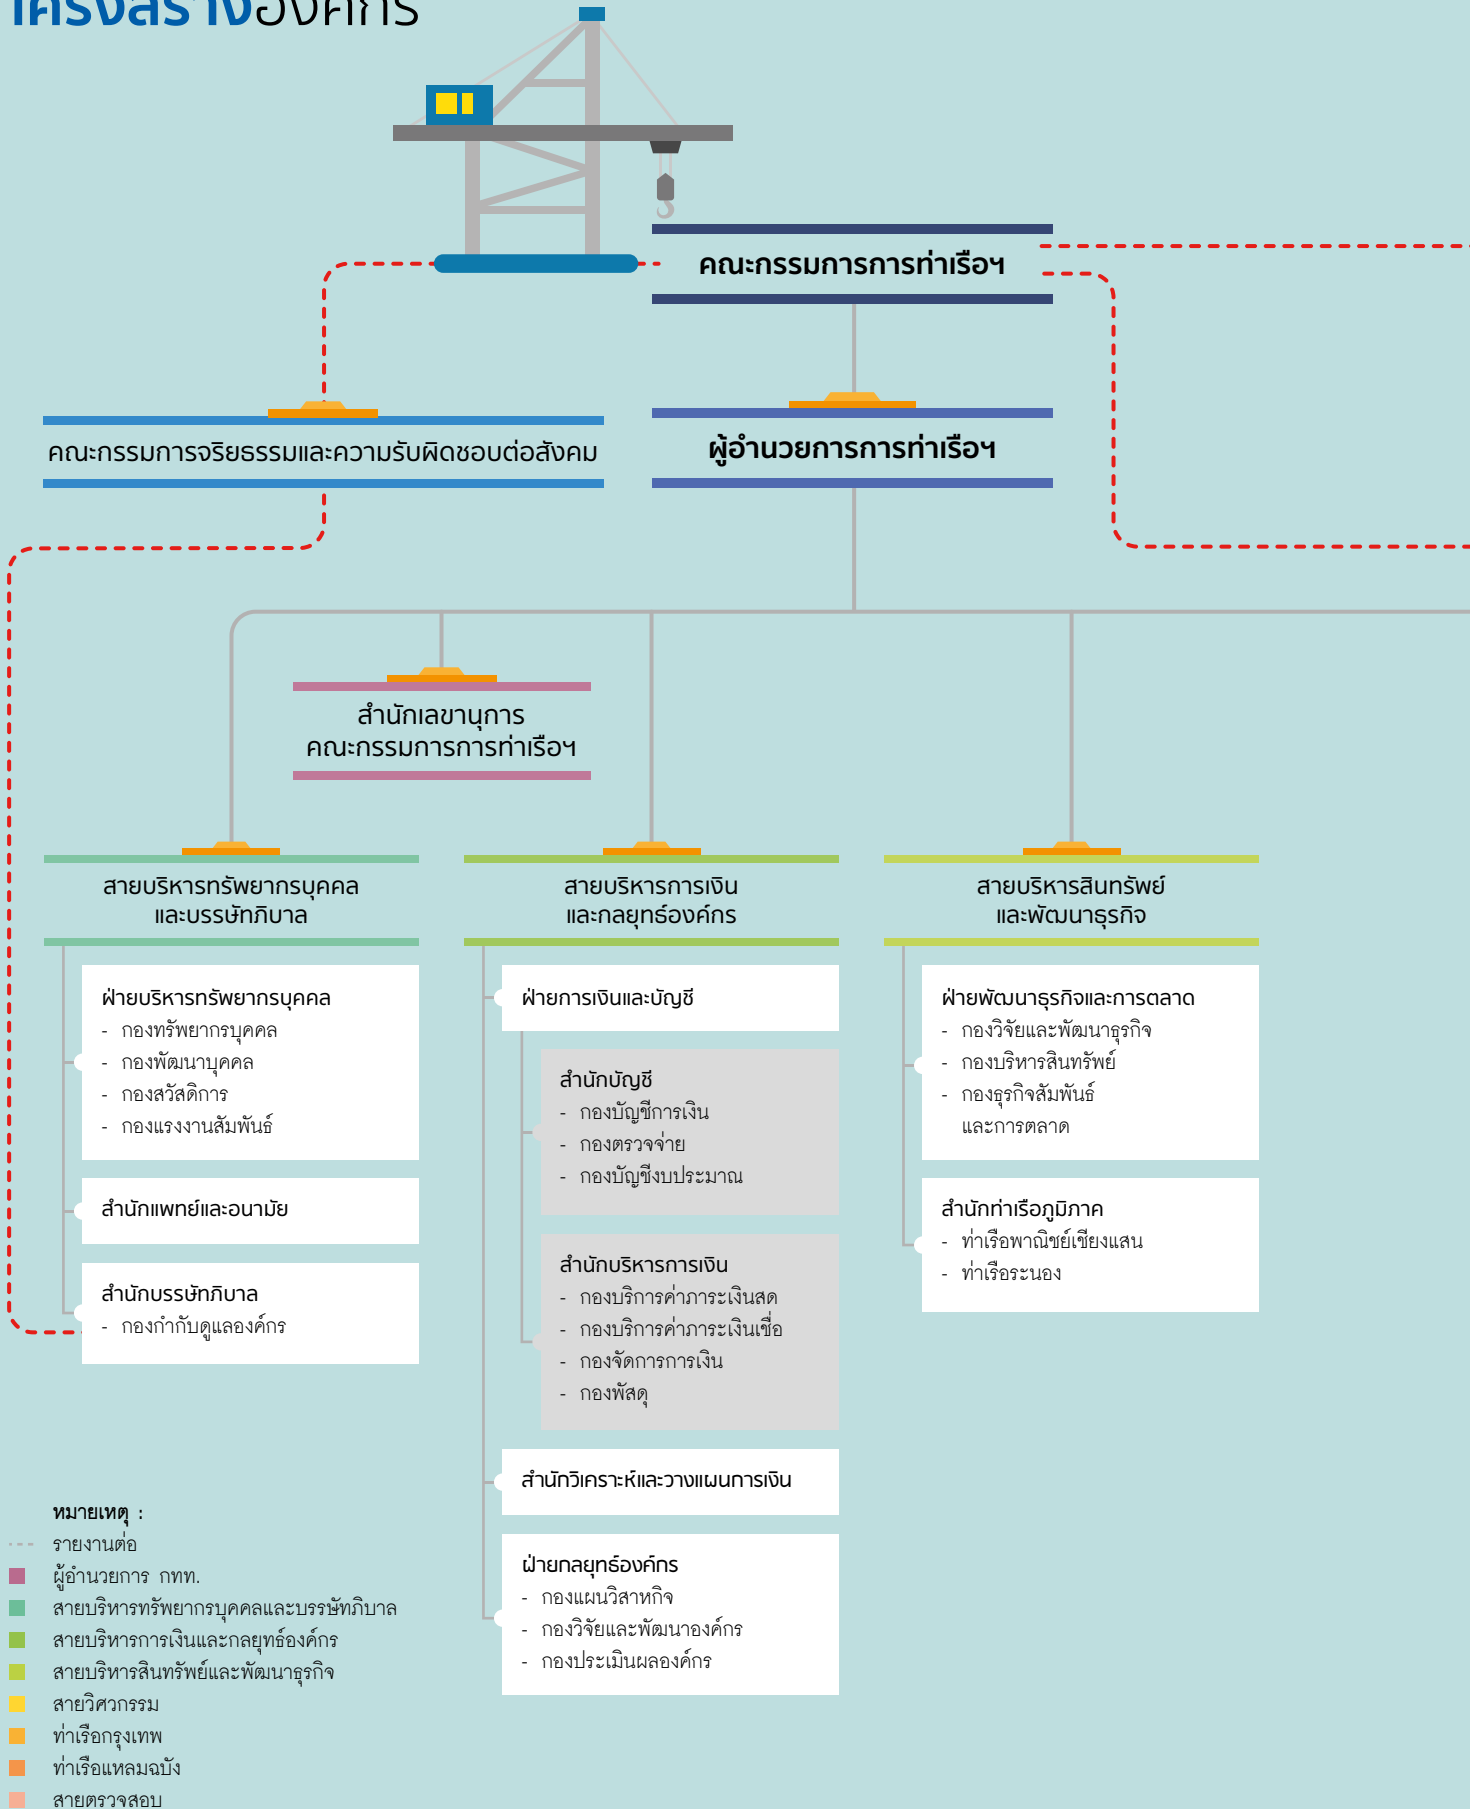 โครงสร้างองค์กร
คณะกรรมการการท่าเรือฯ
คณะกรรมการจริยธรรมและความรับผิดชอบต่อสังคม
ผู้อำนวยการการท่าเรือฯ
สำนักเลขานุการ
คณะกรรมการการท่าเรือฯ
สายบริหารทรัพยากรบุคคล
และบรรษัทภิบาล
ฝ่ายบริหารทรัพยากรบุคคล
- กองทรัพยากรบุคคล
- กองพัฒนาบุคคล
- กองสวัสดิการ
- กองแรงงานสัมพันธ์
สำนักแพทย์และอนามัย
สำนักบรรษัทภิบาล
- กองกำกับดูแลองค์กร
สายบริหารการเงิน
และกลยุทธ์องค์กร
ฝ่ายการเงินและบัญชี
สำนักบัญชี
- กองบัญชีการเงิน
- กองตรวจจ่าย
- กองบัญชีงบประมาณ
สำนักบริหารการเงิน
- กองบริการค่าภาระเงินสด
- กองบริการค่าภาระเงินเชื่อ
- กองจัดการการเงิน
- กองพัสดุ
สำนักวิเคราะห์และวางแผนการเงิน
ฝ่ายกลยุทธ์องค์กร
- กองแผนวิสาหกิจ
- กองวิจัยและพัฒนาองค์กร
- กองประเมินผลองค์กร
สายบริหารสินทรัพย์
และพัฒนาธุรกิจ
ฝ่ายพัฒนาธุรกิจและการตลาด
- กองวิจัยและพัฒนาธุรกิจ
- กองบริหารสินทรัพย์
- กองธุรกิจสัมพันธ์
และการตลาด
สำนักท่าเรือภูมิภาค
- ท่าเรือพาณิชย์เชียงแสน
- ท่าเรือระนอง
หมายเหตุ :
รายงานต่อ
ผู้อำนวยการ กทท.
สายบริหารทรัพยากรบุคคลและบรรษัทภิบาล
สายบริหารการเงินและกลยุทธ์องค์กร
สายบริหารสินทรัพย์และพัฒนาธุรกิจ
สายวิศวกรรม
ท่าเรือกรุงเทพ
ท่าเรือแหลมฉบัง
สายตรวจสอบ